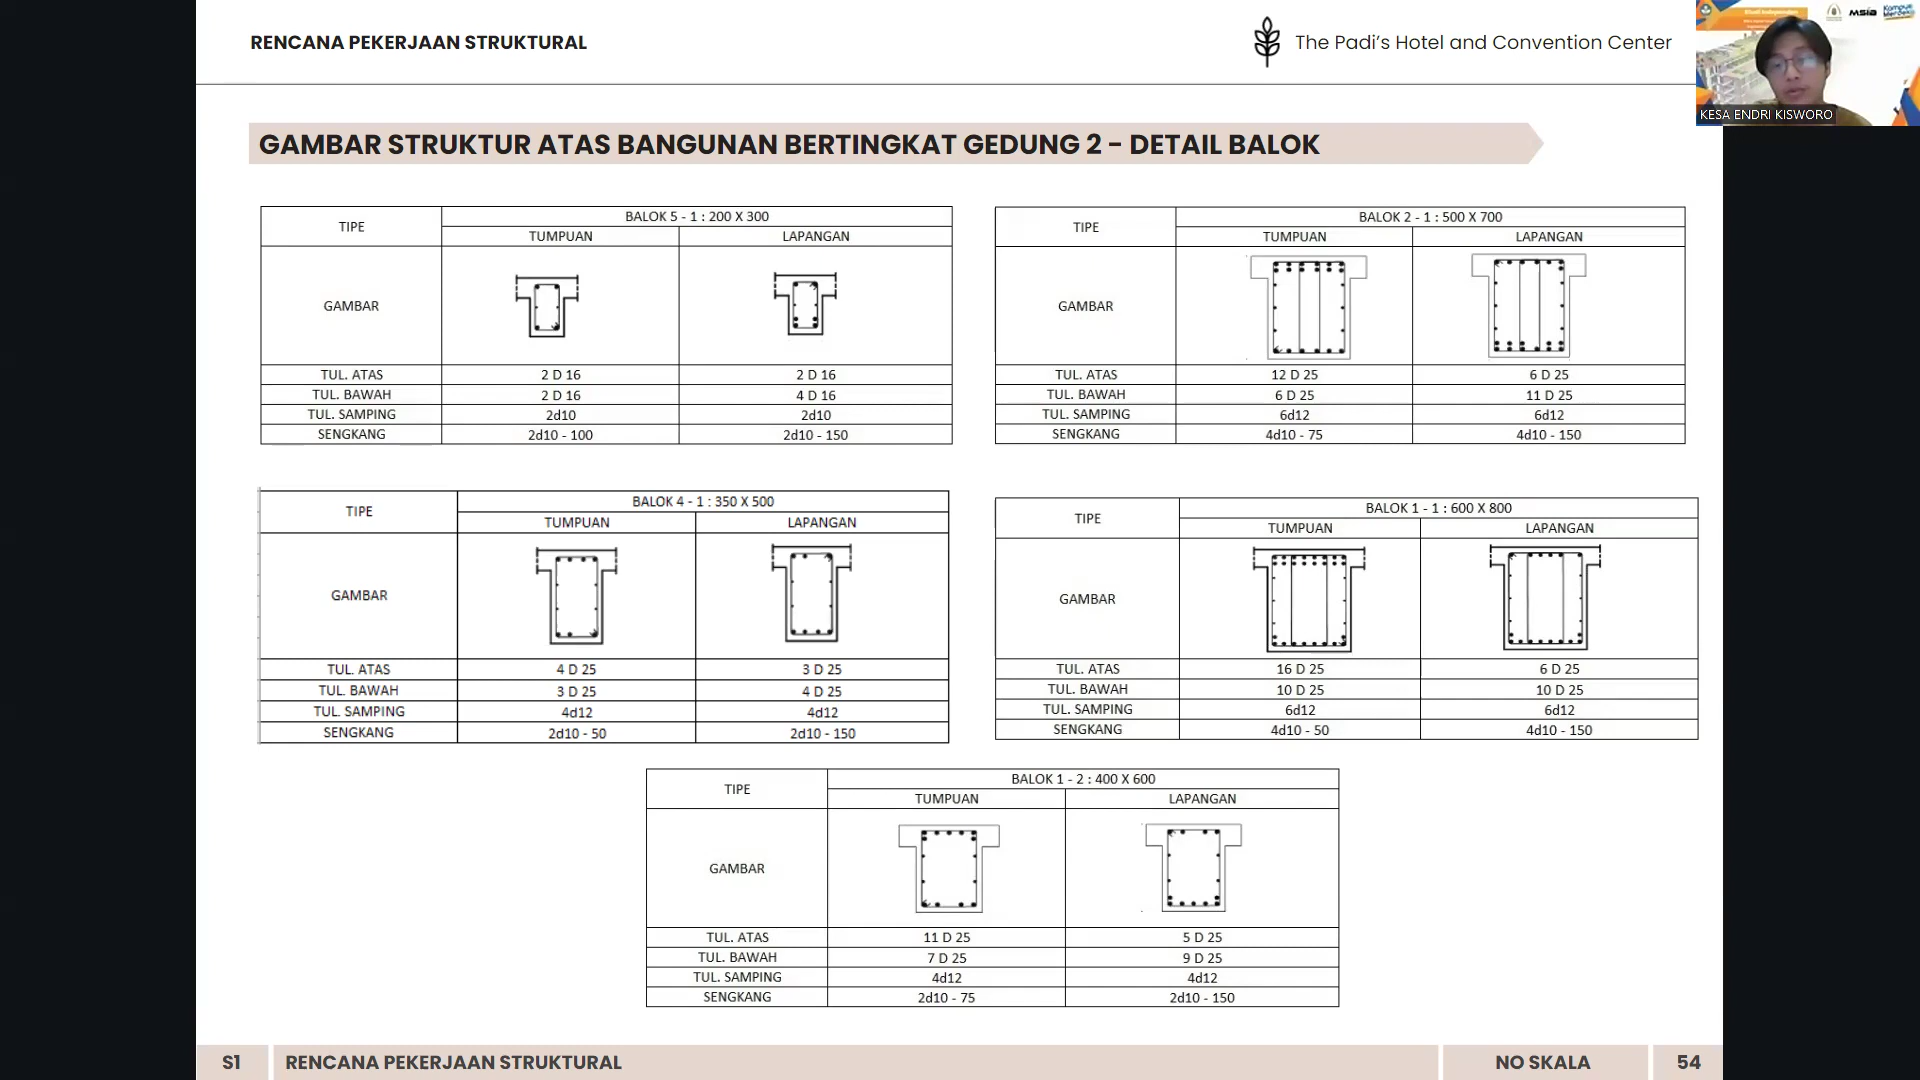 RENCANA PEKERJAAN STRUKTURAL
The Padi's Hotel and Convention Center
MSIB
Kampus Merdeka
KESA ENDRI KISWORO
GAMBAR STRUKTUR ATAS BANGUNAN BERTINGKAT GEDUNG 2 - DETAIL BALOK
TIPE BALOK 5 - 1 : 200 X 300
TUMPUAN LAPANGAN
GAMBAR
TUL. ATAS 2 D 16 2 D 16
TUL. BAWAH 2 D 16 4 D 16
TUL. SAMPING 2d10 2d10
SENGKANG 2d10 - 100 2d10 - 150
TIPE BALOK 2 - 1 : 500 X 700
TUMPUAN LAPANGAN
GAMBAR
TUL. ATAS 12 D 25 6 D 25
TUL. BAWAH 6 D 25 11 D 25
TUL. SAMPING 6d12 6d12
SENGKANG 4d10 - 75 4d10 - 150
TIPE BALOK 4 - 1 : 350 X 500
TUMPUAN LAPANGAN
GAMBAR
TUL. ATAS 4 D 25 3 D 25
TUL. BAWAH 3 D 25 4 D 25
TUL. SAMPING 4d12 4d12
SENGKANG 2d10 - 50 2d10 - 150
TIPE BALOK 1 - 1 : 600 X 800
TUMPUAN LAPANGAN
GAMBAR
TUL. ATAS 16 D 25 6 D 25
TUL. BAWAH 10 D 25 10 D 25
TUL. SAMPING 6d12 6d12
SENGKANG 4d10 - 50 4d10 - 150
TIPE BALOK 1 - 2 : 400 X 600
TUMPUAN LAPANGAN
GAMBAR
TUL. ATAS 11 D 25 5 D 25
TUL. BAWAH 7 D 25 9 D 25
TUL. SAMPING 4d12 4d12
SENGKANG 2d10 - 75 2d10 - 150
S1 RENCANA PEKERJAAN STRUKTURAL NO SKALA 54